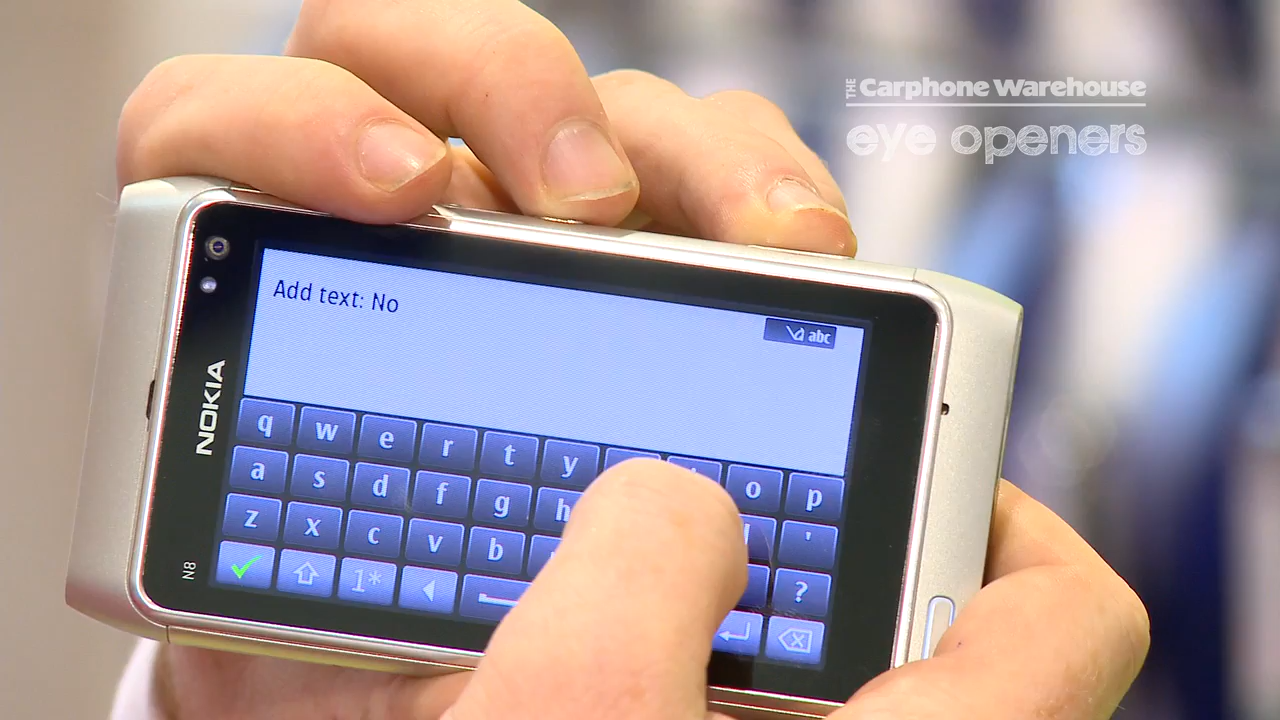 THE Carphone Warehouse
eye openers
Add text: No
abc
NOKIA
q w e r t y o p
a s d f g h '
z x c v b ?
1*
N8